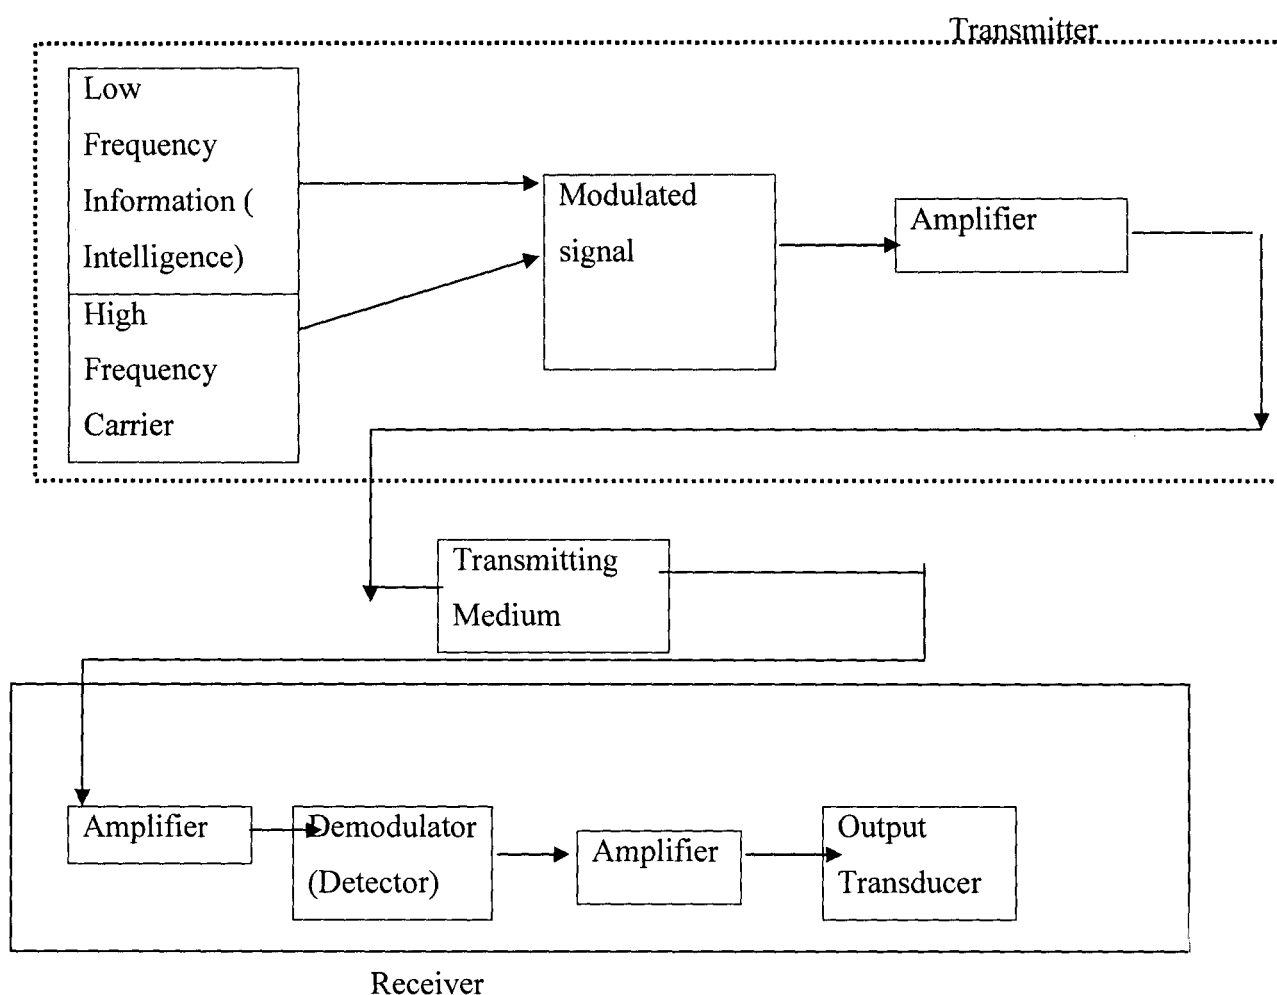 Transmitter
Low
Frequency
Information (
Intelligence)
High
Frequency
Carrier
Modulated
signal
Amplifier
Transmitting
Medium
Amplifier
Demodulator
(Detector)
Amplifier
Output
Transducer
Receiver